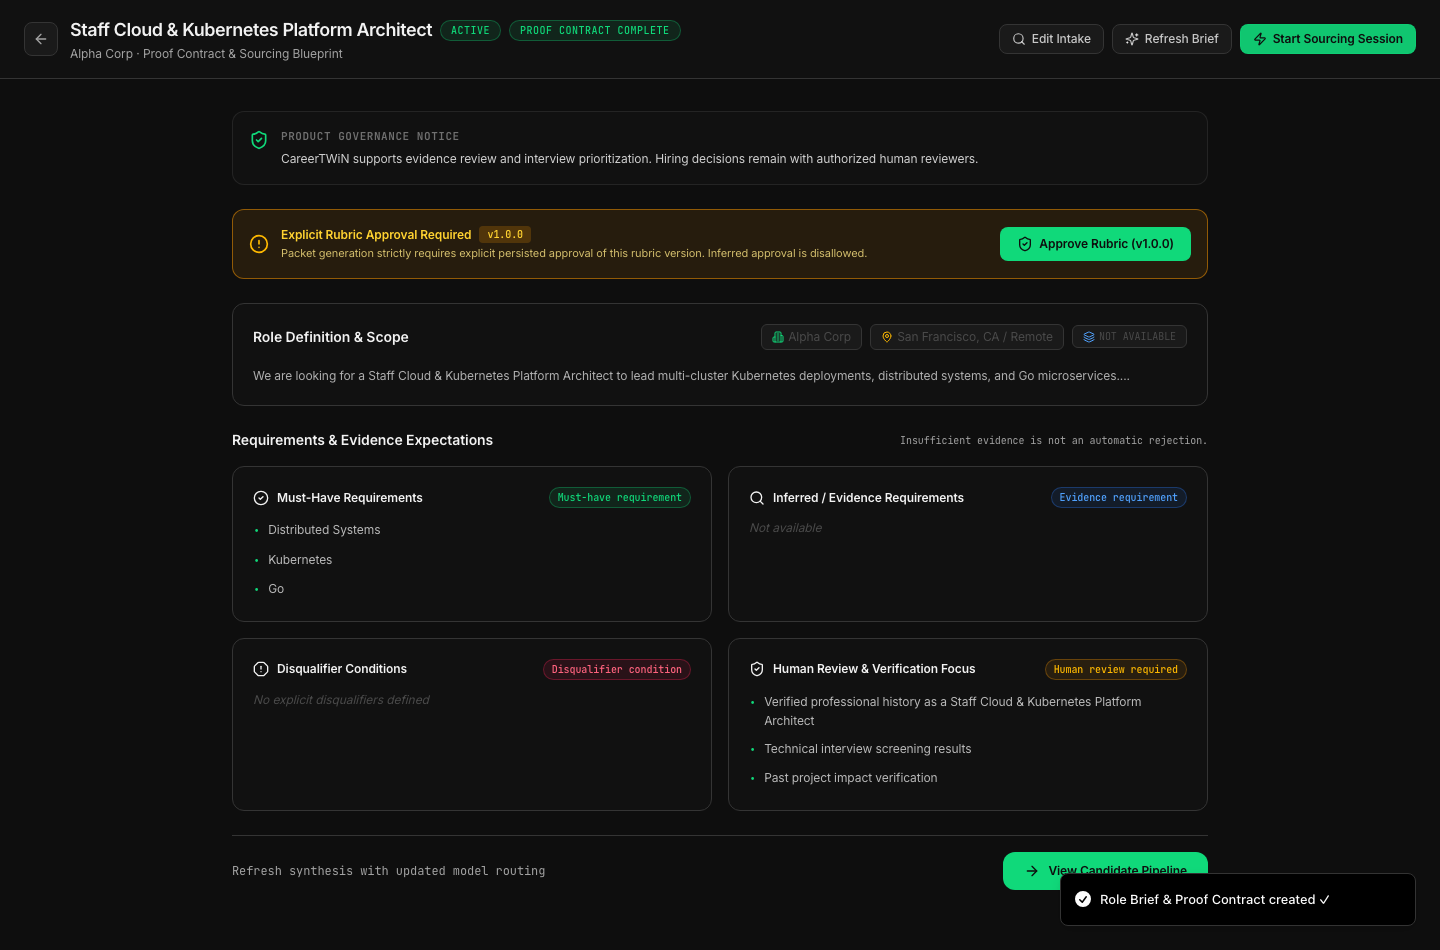 Staff Cloud & Kubernetes Platform Architect
ACTIVE
PROOF CONTRACT COMPLETE
Alpha Corp · Proof Contract & Sourcing Blueprint
Edit Intake
Refresh Brief
Start Sourcing Session
PRODUCT GOVERNANCE NOTICE
CareerTWiN supports evidence review and interview prioritization. Hiring decisions remain with authorized human reviewers.
Explicit Rubric Approval Required
v1.0.0
Packet generation strictly requires explicit persisted approval of this rubric version. Inferred approval is disallowed.
Approve Rubric (v1.0.0)
Role Definition & Scope
Alpha Corp
San Francisco, CA / Remote
NOT AVAILABLE
We are looking for a Staff Cloud & Kubernetes Platform Architect to lead multi-cluster Kubernetes deployments, distributed systems, and Go microservices....
Requirements & Evidence Expectations
Insufficient evidence is not an automatic rejection.
Must-Have Requirements
Must-have requirement
• Distributed Systems
• Kubernetes
• Go
Inferred / Evidence Requirements
Evidence requirement
Not available
Disqualifier Conditions
Disqualifier condition
No explicit disqualifiers defined
Human Review & Verification Focus
Human review required
• Verified professional history as a Staff Cloud & Kubernetes Platform
Architect
• Technical interview screening results
• Past project impact verification
Refresh synthesis with updated model routing
View Candidate Pipeline
Role Brief & Proof Contract created ✓